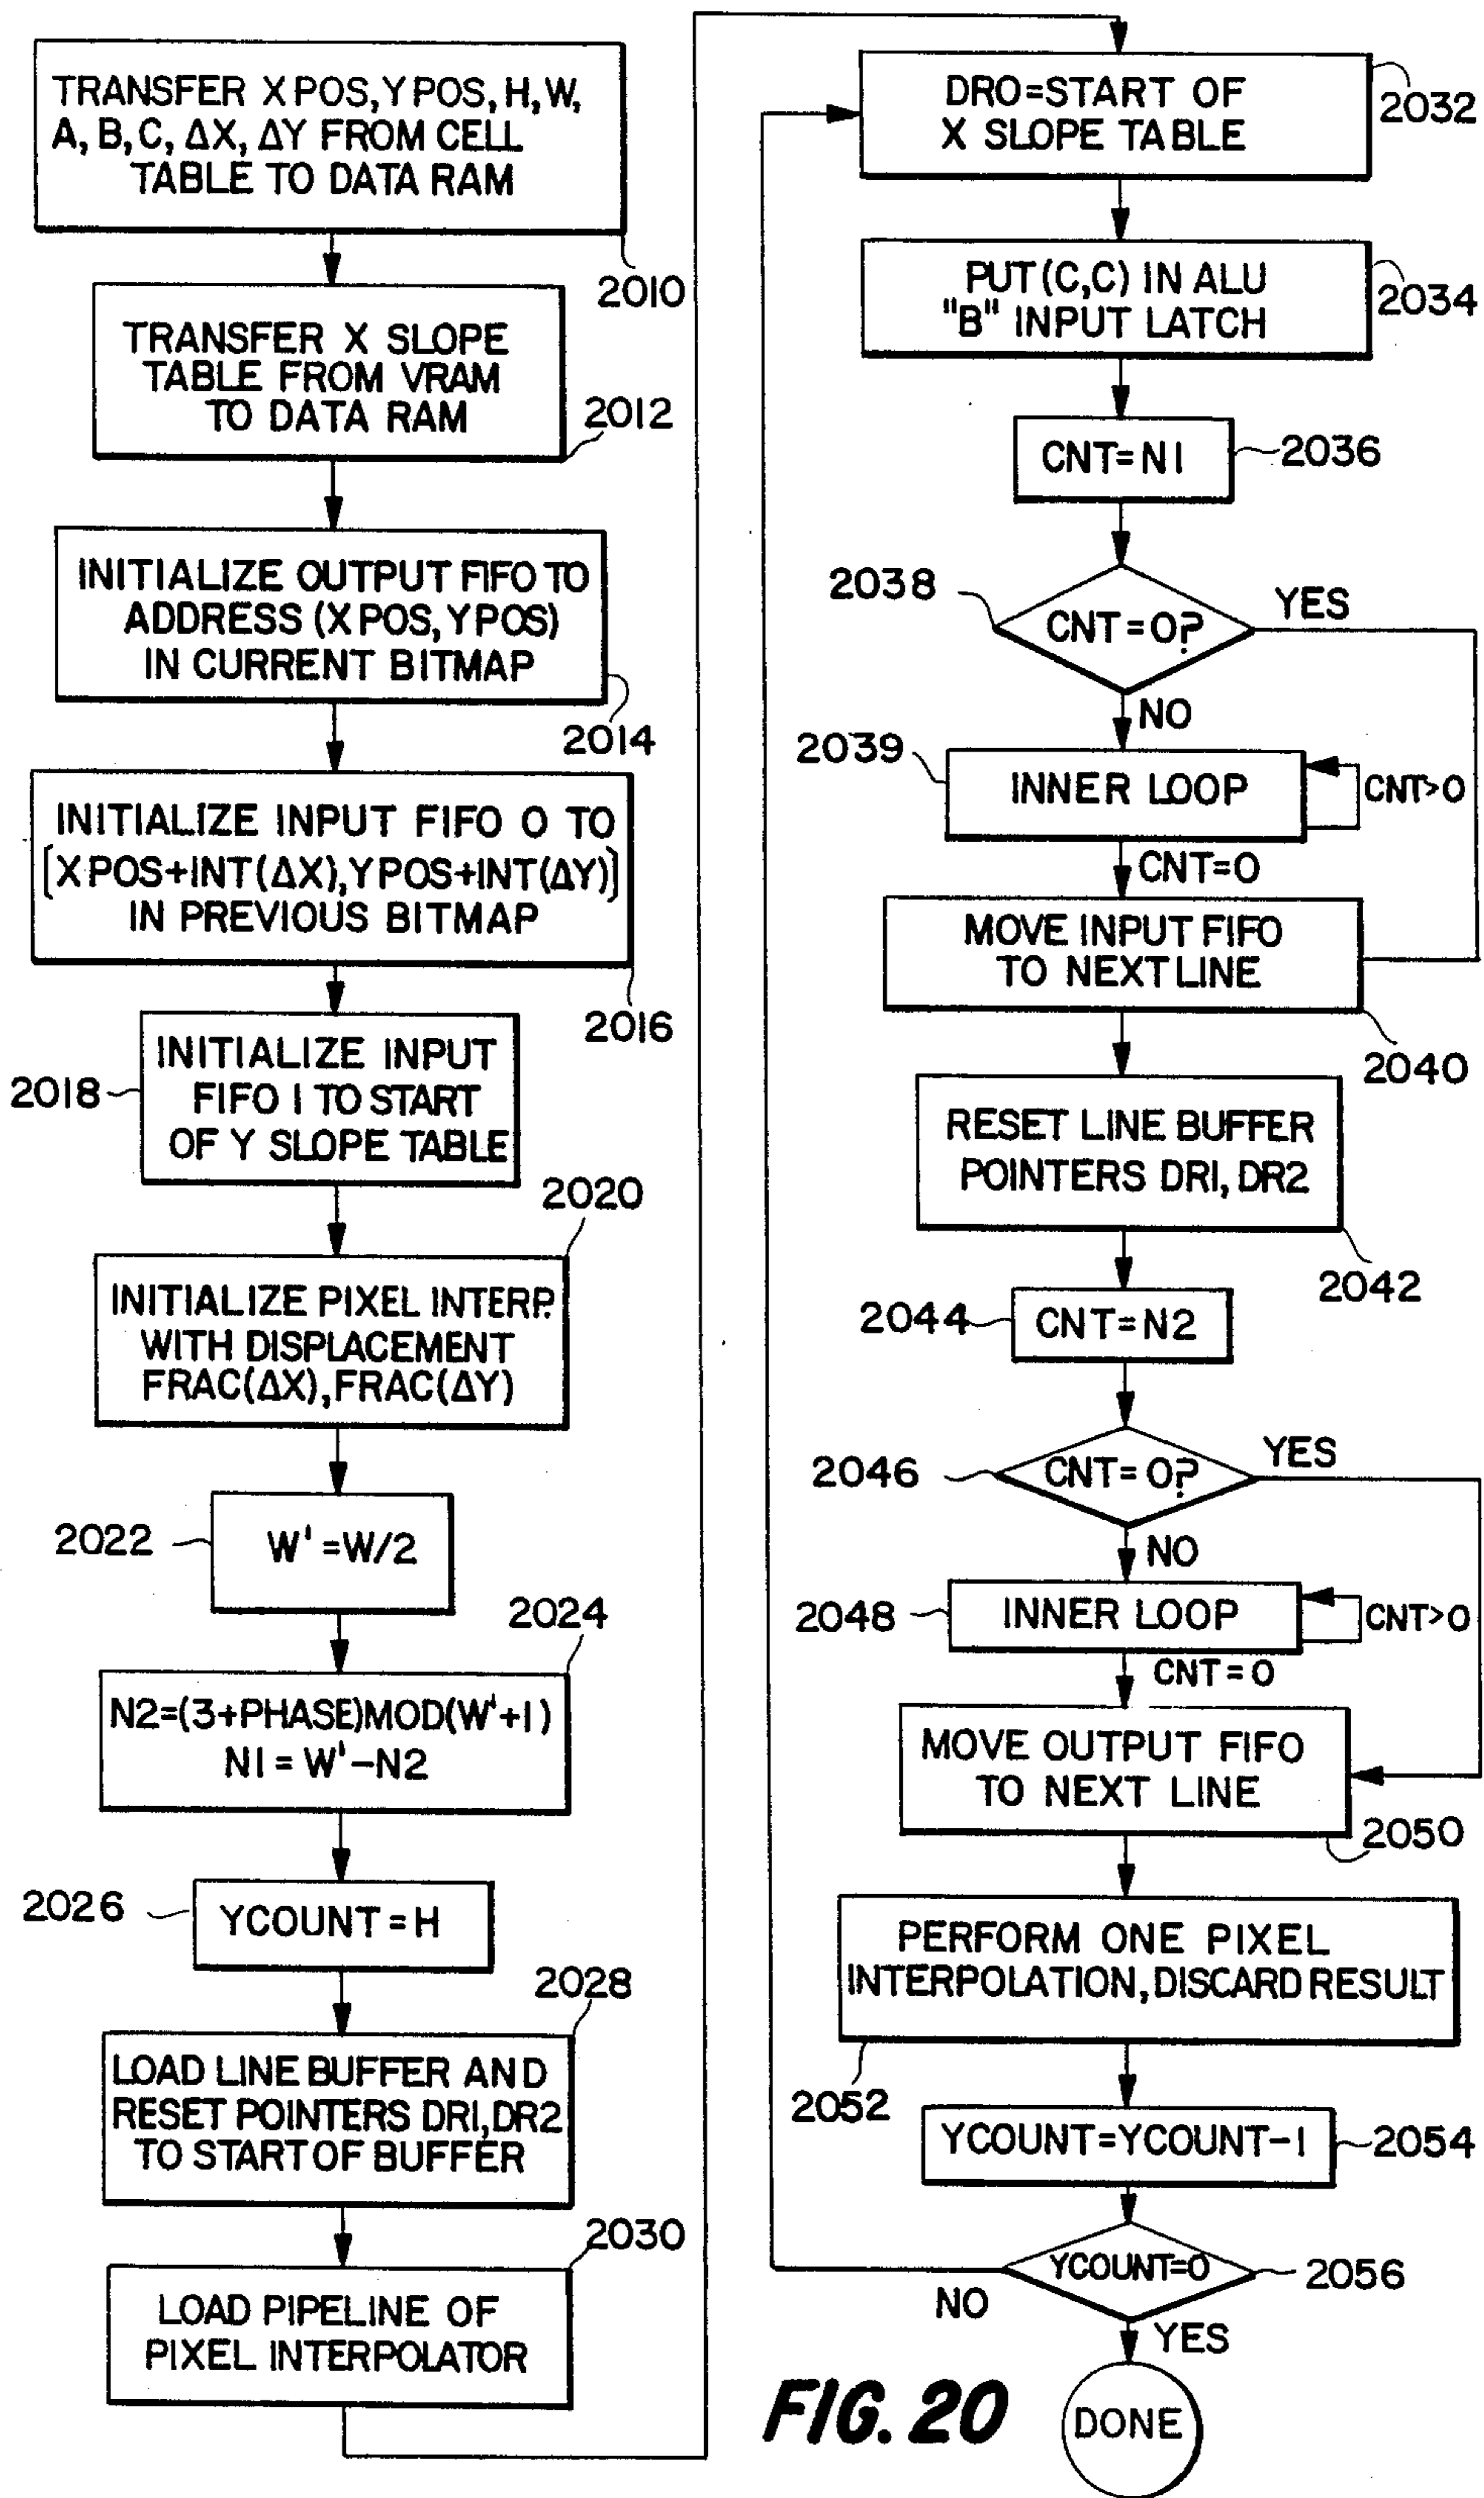 TRANSFER X POS, Y POS, H, W,
A, B, C, ΔX, ΔY FROM CELL
TABLE TO DATA RAM
2010
TRANSFER X SLOPE
TABLE FROM VRAM
TO DATA RAM
2012
INITIALIZE OUTPUT FIFO TO
ADDRESS (X POS, Y POS)
IN CURRENT BITMAP
2014
INITIALIZE INPUT FIFO 0 TO
[X POS+INT(ΔX), Y POS+INT(ΔY)]
IN PREVIOUS BITMAP
2016
INITIALIZE INPUT
FIFO 1 TO START
OF Y SLOPE TABLE
2018
2020
INITIALIZE PIXEL INTERP.
WITH DISPLACEMENT
FRAC(ΔX), FRAC(ΔY)
2022
W'=W/2
2024
N2=(3+PHASE)MOD(W'+1)
N1=W'-N2
2026
YCOUNT=H
2028
LOAD LINE BUFFER AND
RESET POINTERS DR1, DR2
TO START OF BUFFER
2030
LOAD PIPELINE OF
PIXEL INTERPOLATOR
DRO=START OF
X SLOPE TABLE
2032
PUT (C,C) IN ALU
"B" INPUT LATCH
2034
CNT=N1
2036
2038
CNT=0?
YES
NO
2039
INNER LOOP
CNT>0
CNT=0
MOVE INPUT FIFO
TO NEXT LINE
2040
RESET LINE BUFFER
POINTERS DR1, DR2
2042
2044
CNT=N2
2046
CNT=0?
YES
NO
2048
INNER LOOP
CNT>0
CNT=0
MOVE OUTPUT FIFO
TO NEXT LINE
2050
PERFORM ONE PIXEL
INTERPOLATION, DISCARD RESULT
2052
YCOUNT=YCOUNT-1
2054
YCOUNT=0
2056
NO
YES
DONE
FIG. 20